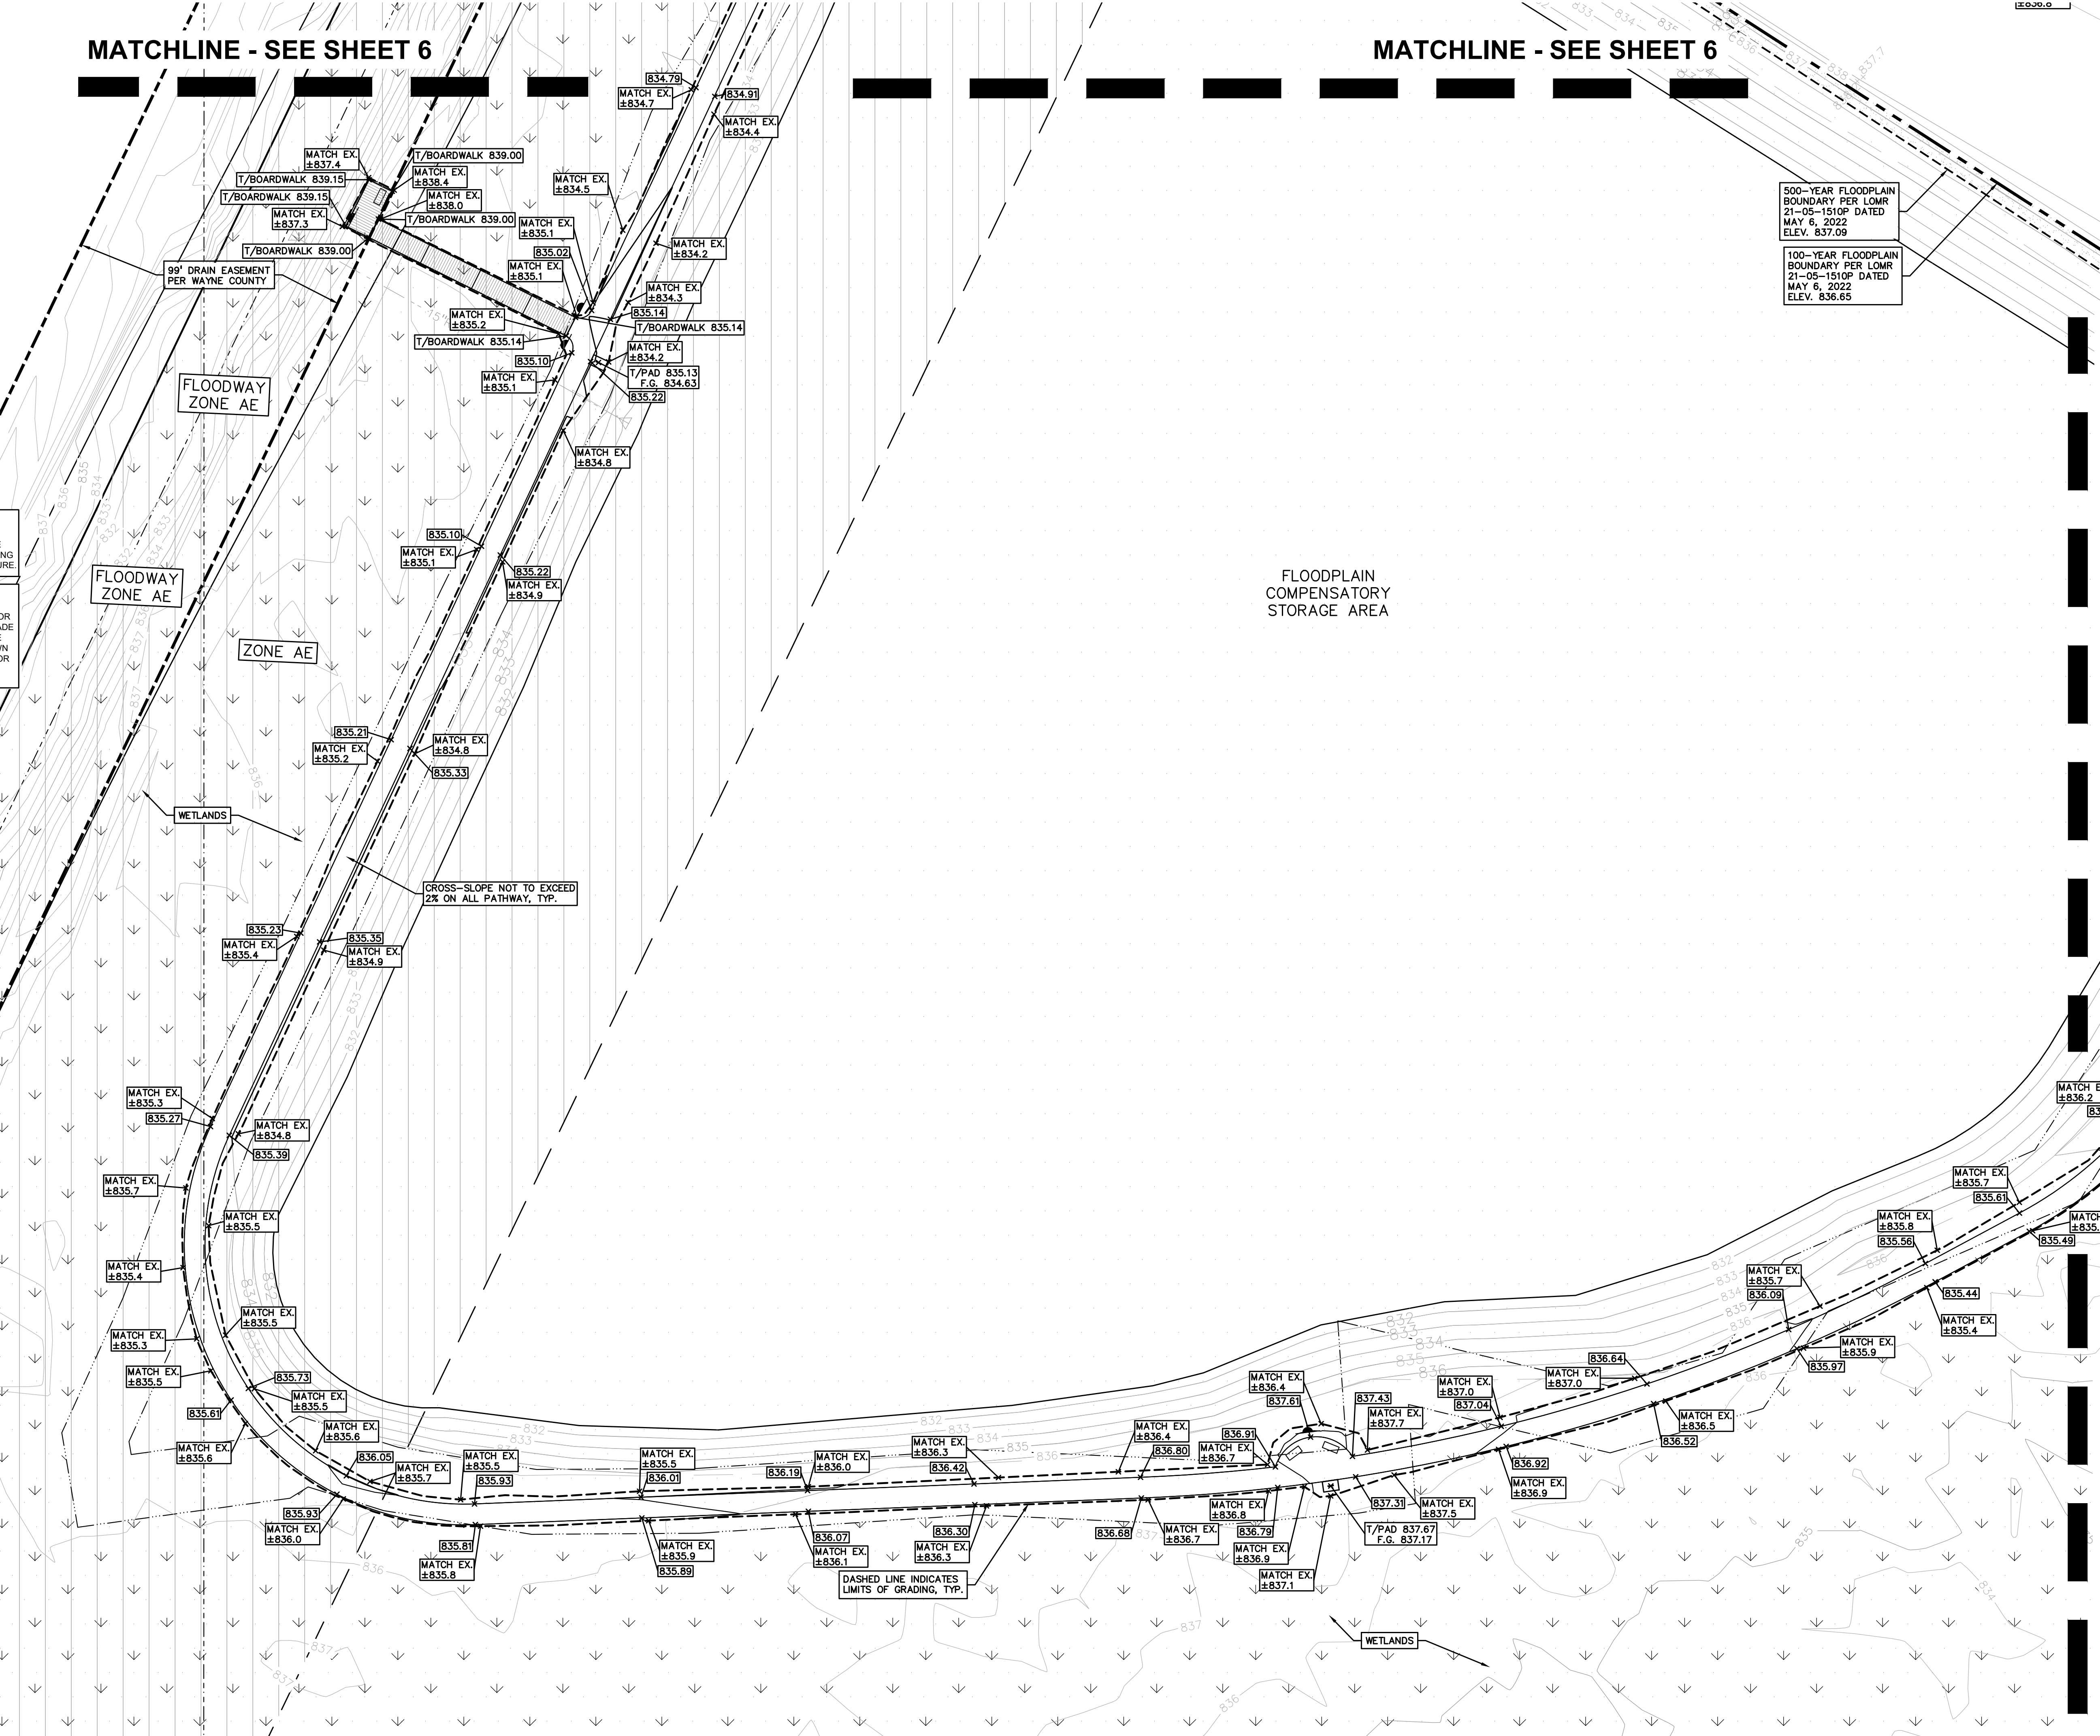 MATCHLINE - SEE SHEET 6
MATCHLINE - SEE SHEET 6
±836.8
834.79
MATCH EX.
±834.7
834.91
MATCH EX.
±834.4
MATCH EX.
±837.4
T/BOARDWALK 839.00
T/BOARDWALK 839.15
MATCH EX.
±838.4
T/BOARDWALK 839.15
MATCH EX.
±838.0
MATCH EX.
±837.3
T/BOARDWALK 839.00
T/BOARDWALK 839.00
MATCH EX.
±834.5
MATCH EX.
±835.1
835.02
MATCH EX.
±834.2
MATCH EX.
±835.1
MATCH EX.
±834.3
835.14
MATCH EX.
±835.2
T/BOARDWALK 835.14
T/BOARDWALK 835.14
835.10
MATCH EX.
±834.2
MATCH EX.
±835.1
T/PAD 835.13
F.G. 834.63
835.22
MATCH EX.
±834.8
99' DRAIN EASEMENT
PER WAYNE COUNTY
500-YEAR FLOODPLAIN
BOUNDARY PER LOMR
21-05-1510P DATED
MAY 6, 2022
ELEV. 837.09
100-YEAR FLOODPLAIN
BOUNDARY PER LOMR
21-05-1510P DATED
MAY 6, 2022
ELEV. 836.65
FLOODWAY
ZONE AE
FLOODWAY
ZONE AE
ZONE AE
FLOODPLAIN
COMPENSATORY
STORAGE AREA
835.10
MATCH EX.
±835.1
835.22
MATCH EX.
±834.9
835.21
MATCH EX.
±835.2
MATCH EX.
±834.8
835.33
WETLANDS
CROSS-SLOPE NOT TO EXCEED
2% ON ALL PATHWAY, TYP.
835.23
MATCH EX.
±835.4
835.35
MATCH EX.
±834.9
MATCH EX.
±835.3
835.27
MATCH EX.
±834.8
835.39
MATCH EX.
±835.7
MATCH EX.
±835.5
MATCH EX.
±835.4
MATCH EX.
±835.5
MATCH EX.
±835.3
MATCH EX.
±835.5
835.73
MATCH EX.
±835.5
835.61
MATCH EX.
±835.6
MATCH EX.
±835.6
836.05
MATCH EX.
±835.7
835.93
MATCH EX.
±836.0
MATCH EX.
±835.5
835.93
835.81
MATCH EX.
±835.8
MATCH EX.
±835.5
836.01
MATCH EX.
±835.9
835.89
836.19
MATCH EX.
±836.0
836.07
MATCH EX.
±836.1
MATCH EX.
±836.3
836.42
836.30
MATCH EX.
±836.3
DASHED LINE INDICATES
LIMITS OF GRADING, TYP.
MATCH EX.
±836.4
836.80
836.68
MATCH EX.
±836.7
836.91
MATCH EX.
±836.7
MATCH EX.
±836.4
837.61
837.43
MATCH EX.
±837.7
MATCH EX.
±836.8
836.79
MATCH EX.
±836.9
MATCH EX.
±837.1
837.31
MATCH EX.
±837.5
T/PAD 837.67
F.G. 837.17
MATCH EX.
±837.0
837.04
836.92
MATCH EX.
±836.9
836.64
MATCH EX.
±837.0
MATCH EX.
±836.5
836.52
MATCH EX.
±835.7
836.09
MATCH EX.
±835.9
835.97
MATCH EX.
±835.8
835.56
835.44
MATCH EX.
±835.4
MATCH EX.
±835.7
835.61
835.49
±836.2
WETLANDS